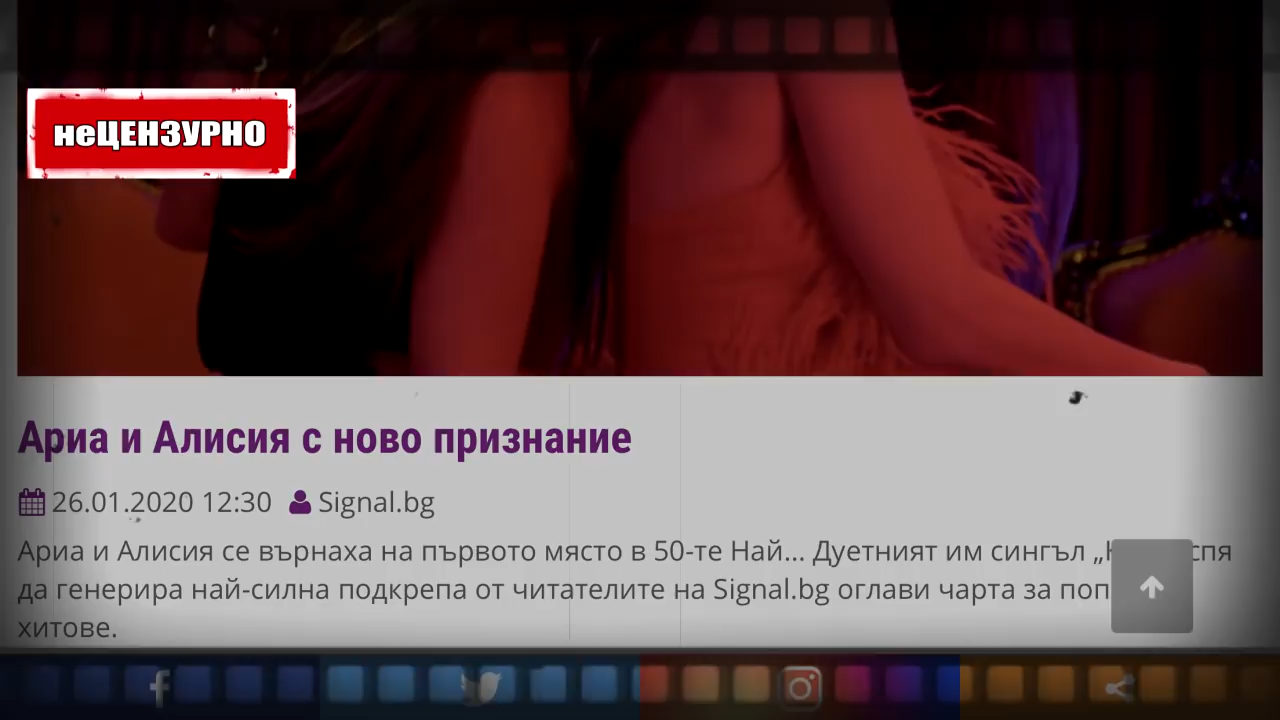 неЦЕНЗУРНО
Ариа и Алисия с ново признание
26.01.2020 12:30 Signal.bg
Ариа и Алисия се върнаха на първото място в 50-те Най... Дуетният им сингъл
да генерира най-силна подкрепа от читателите на Signal.bg оглави чарта за
хитове.